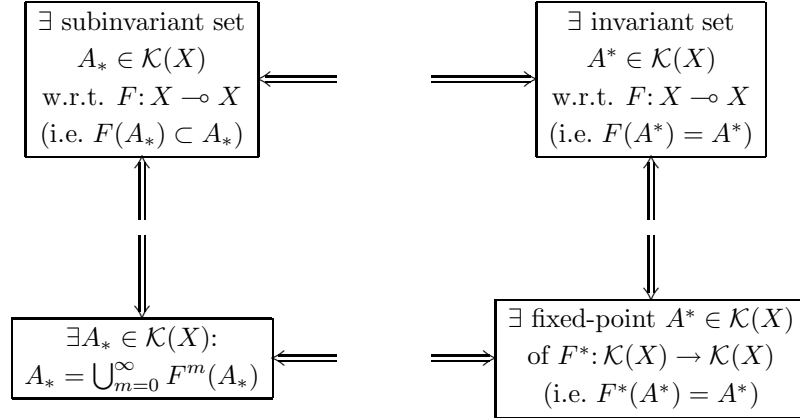 ∃ subinvariant set
A_* ∈ 𝒦(X)
w.r.t. F: X ⊸ X
(i.e. F(A_*) ⊂ A_*)
∃ invariant set
A^* ∈ 𝒦(X)
w.r.t. F: X ⊸ X
(i.e. F(A^*) = A^*)
∃A_* ∈ 𝒦(X):
A_* = ⋃_{m=0}^∞ F^m(A_*)
∃ fixed-point A^* ∈ 𝒦(X)
of F^*: 𝒦(X) → 𝒦(X)
(i.e. F^*(A^*) = A^*)